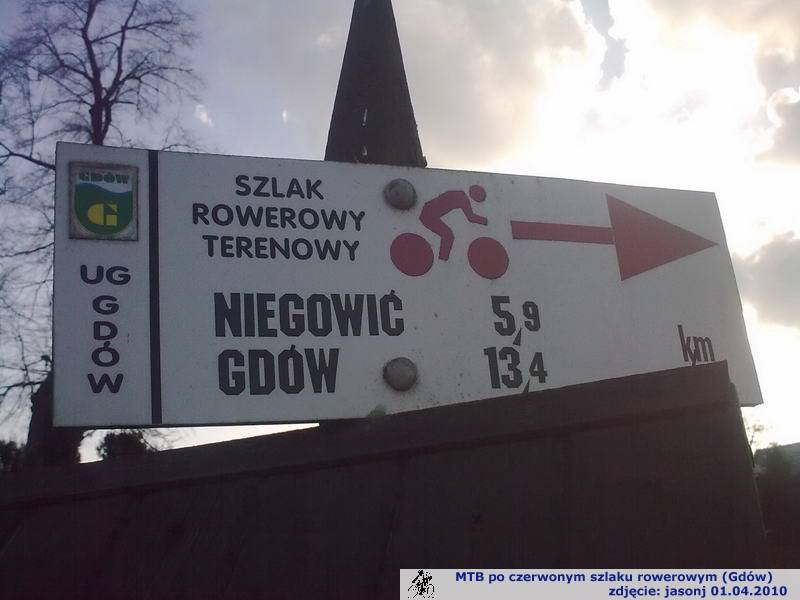 GDÓW
G
UG
GDÓW
SZLAK
ROWEROWY
TERENOWY
NIEGOWIĆ 5,9
GDÓW 13,4 km
MTB po czerwonym szlaku rowerowym (Gdów)
zdjęcie: jasonj 01.04.2010